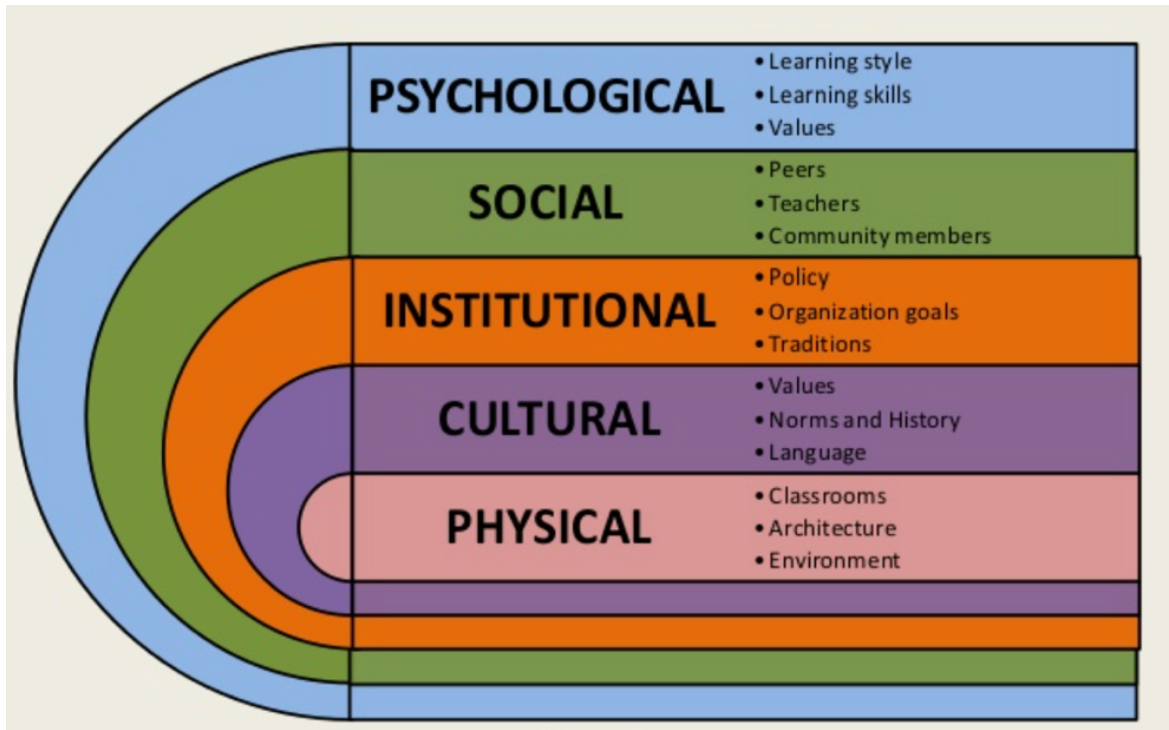 PSYCHOLOGICAL
• Learning style
• Learning skills
• Values
SOCIAL
• Peers
• Teachers
• Community members
INSTITUTIONAL
• Policy
• Organization goals
• Traditions
CULTURAL
• Values
• Norms and History
• Language
PHYSICAL
• Classrooms
• Architecture
• Environment